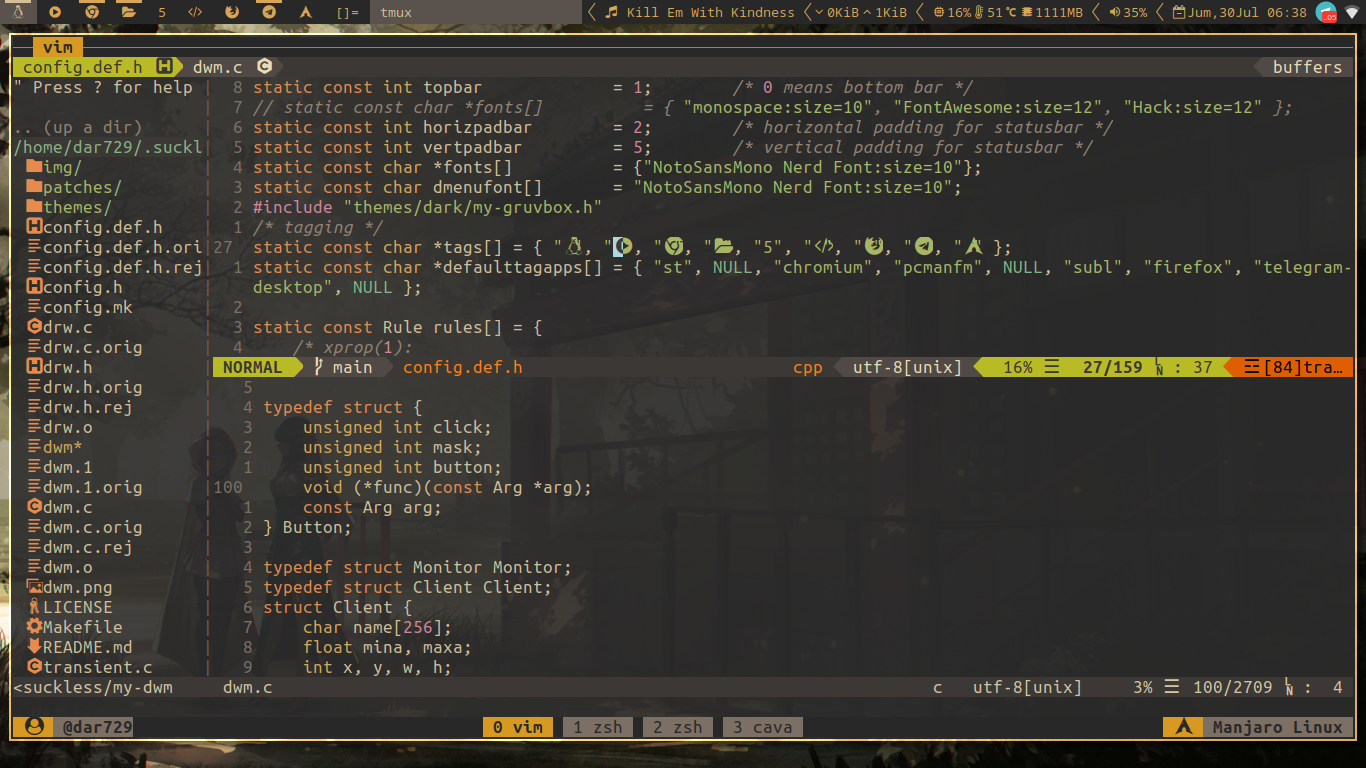 5 </> []= tmux Kill Em With Kindness 0KiB 1KiB 16% 51℃ 1111MB 35% Jum,30Jul 06:38 .05
vim
config.def.h dwm.c buffers
" Press ? for help
.. (up a dir)
/home/dar729/.suckl
img/
patches/
themes/
config.def.h
config.def.h.ori
config.def.h.rej
config.h
config.mk
drw.c
drw.c.orig
drw.h
drw.h.orig
drw.h.rej
drw.o
dwm*
dwm.1
dwm.1.orig
dwm.c
dwm.c.orig
dwm.c.rej
dwm.o
dwm.png
LICENSE
Makefile
README.md
transient.c
<suckless/my-dwm
8 static const int topbar = 1; /* 0 means bottom bar */
7 // static const char *fonts[] = { "monospace:size=10", "FontAwesome:size=12", "Hack:size=12" };
6 static const int horizpadbar = 2; /* horizontal padding for statusbar */
5 static const int vertpadbar = 5; /* vertical padding for statusbar */
4 static const char *fonts[] = {"NotoSansMono Nerd Font:size=10"};
3 static const char dmenufont[] = "NotoSansMono Nerd Font:size=10";
2 #include "themes/dark/my-gruvbox.h"
1 /* tagging */
27 static const char *tags[] = { ", ", ", ", "5", "</>, ", ", " };
1 static const char *defaulttagapps[] = { "st", NULL, "chromium", "pcmanfm", NULL, "subl", "firefox", "telegram-
desktop", NULL };
2
3 static const Rule rules[] = {
4 /* xprop(1):
NORMAL main config.def.h cpp utf-8[unix] 16% ☰ 27/159 LN : 37 ☲[84]tra…
5
4 typedef struct {
3 unsigned int click;
2 unsigned int mask;
1 unsigned int button;
100 void (*func)(const Arg *arg);
1 const Arg arg;
2 } Button;
3
4 typedef struct Monitor Monitor;
5 typedef struct Client Client;
6 struct Client {
7 char name[256];
8 float mina, maxa;
9 int x, y, w, h;
dwm.c c utf-8[unix] 3% ☰ 100/2709 LN : 4
@dar729 0 vim 1 zsh 2 zsh 3 cava Manjaro Linux